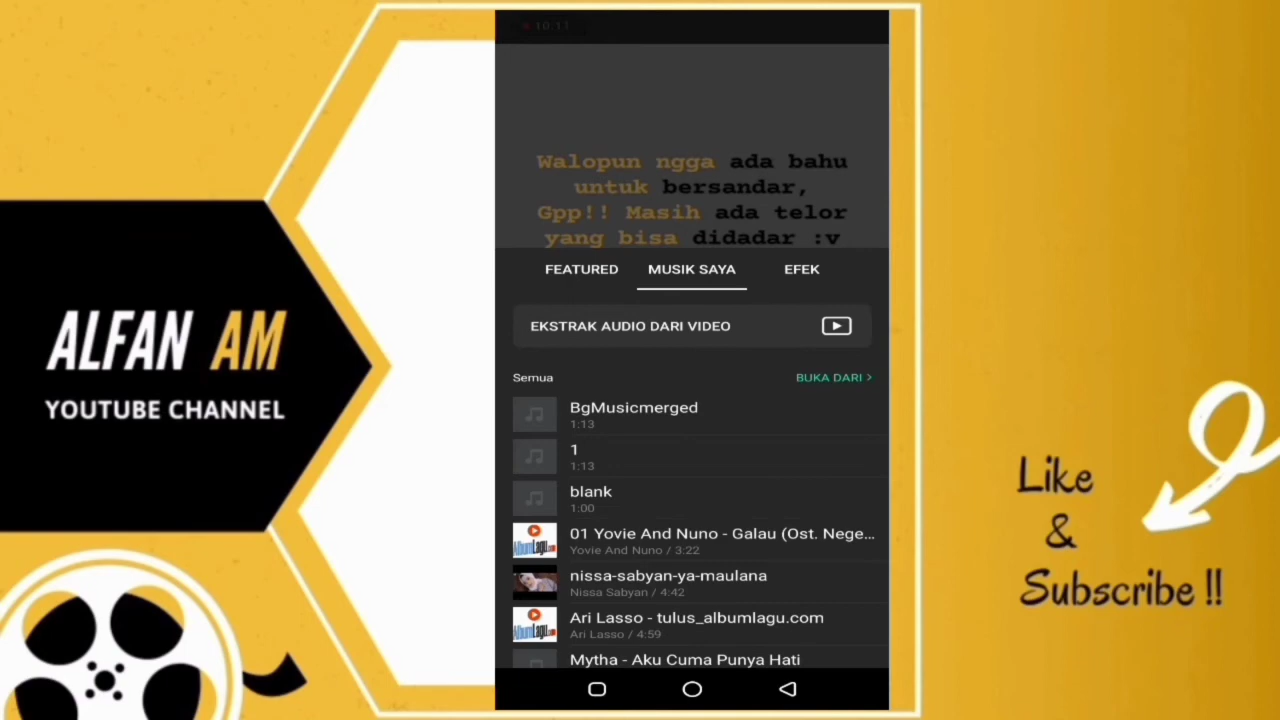 10:17
Walopun ngga ada bahu
untuk bersandar,
Gpp!! Masih ada telor
yang bisa didadar :v
FEATURED MUSIK SAYA EFEK
EKSTRAK AUDIO DARI VIDEO
Semua BUKA DARI >
BgMusicmerged
1:13
1
1:13
blank
1:00
01 Yovie And Nuno - Galau (Ost. Nege...
Yovie And Nuno / 3:22
nissa-sabyan-ya-maulana
Nissa Sabyan / 4:42
Ari Lasso - tulus_albumlagu.com
Ari Lasso / 4:59
Mytha - Aku Cuma Punya Hati
ALFAN AM
YOUTUBE CHANNEL
Like
&
Subscribe !!